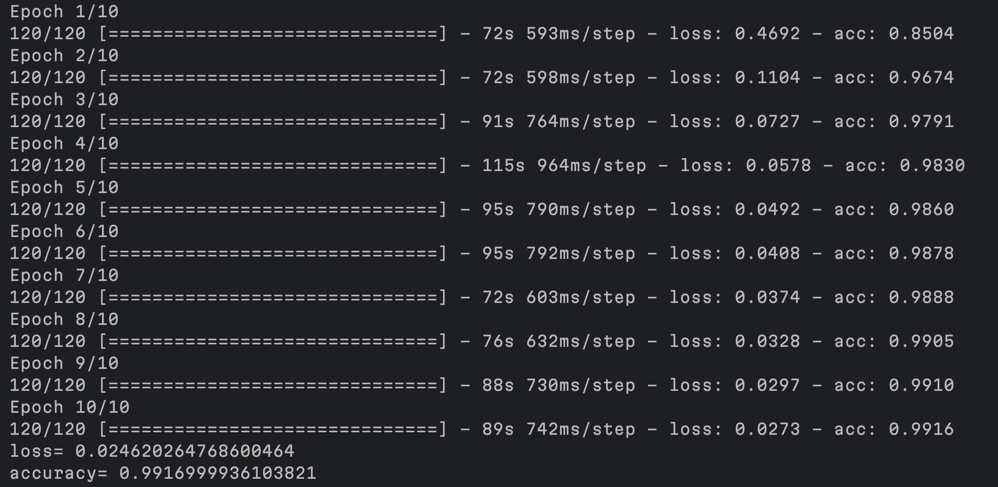 Epoch 1/10
120/120 [==============================] - 72s 593ms/step - loss: 0.4692 - acc: 0.8504
Epoch 2/10
120/120 [==============================] - 72s 598ms/step - loss: 0.1104 - acc: 0.9674
Epoch 3/10
120/120 [==============================] - 91s 764ms/step - loss: 0.0727 - acc: 0.9791
Epoch 4/10
120/120 [==============================] - 115s 964ms/step - loss: 0.0578 - acc: 0.9830
Epoch 5/10
120/120 [==============================] - 95s 790ms/step - loss: 0.0492 - acc: 0.9860
Epoch 6/10
120/120 [==============================] - 95s 792ms/step - loss: 0.0408 - acc: 0.9878
Epoch 7/10
120/120 [==============================] - 72s 603ms/step - loss: 0.0374 - acc: 0.9888
Epoch 8/10
120/120 [==============================] - 76s 632ms/step - loss: 0.0328 - acc: 0.9905
Epoch 9/10
120/120 [==============================] - 88s 730ms/step - loss: 0.0297 - acc: 0.9910
Epoch 10/10
120/120 [==============================] - 89s 742ms/step - loss: 0.0273 - acc: 0.9916
loss= 0.024620264768600464
accuracy= 0.9916999936103821